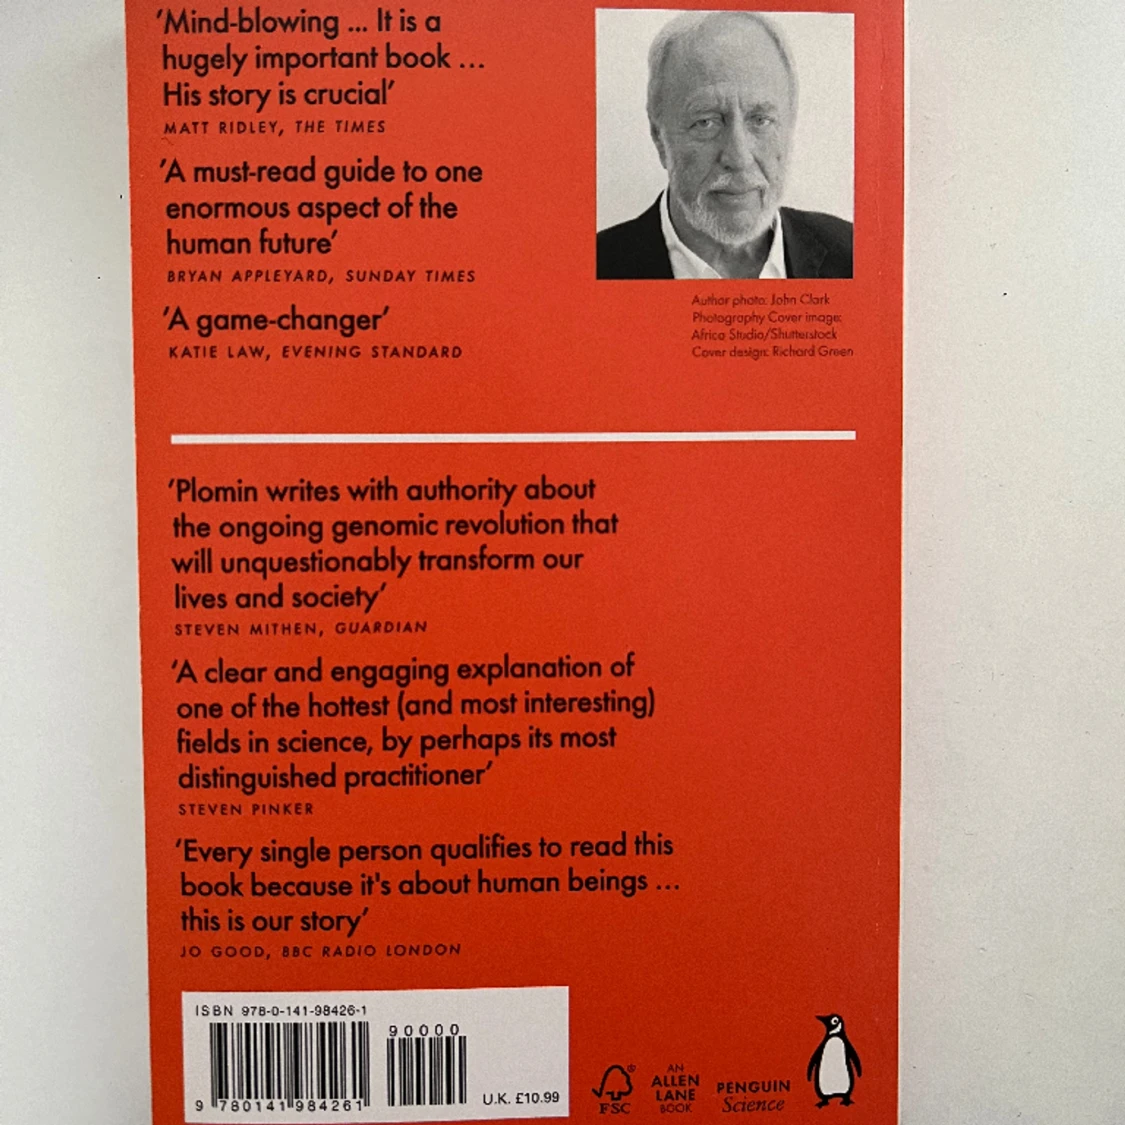 ‘Mind-blowing ... It is a
hugely important book ...
His story is crucial’
MATT RIDLEY, THE TIMES
‘A must-read guide to one
enormous aspect of the
human future’
BRYAN APPLEYARD, SUNDAY TIMES
‘A game-changer’
KATIE LAW, EVENING STANDARD
Author photo: John Clark
Photography Cover image:
Africa Studio/Shutterstock
Cover design: Richard Green
‘Plomin writes with authority about
the ongoing genomic revolution that
will unquestionably transform our
lives and society’
STEVEN MITHEN, GUARDIAN
‘A clear and engaging explanation of
one of the hottest (and most interesting)
fields in science, by perhaps its most
distinguished practitioner’
STEVEN PINKER
‘Every single person qualifies to read this
book because it's about human beings ...
this is our story’
JO GOOD, BBC RADIO LONDON
ISBN 978-0-141-98426-1
90000
9 780141 984261
U.K. £10.99
FSC
AN
ALLEN
LANE
BOOK
PENGUIN
Science